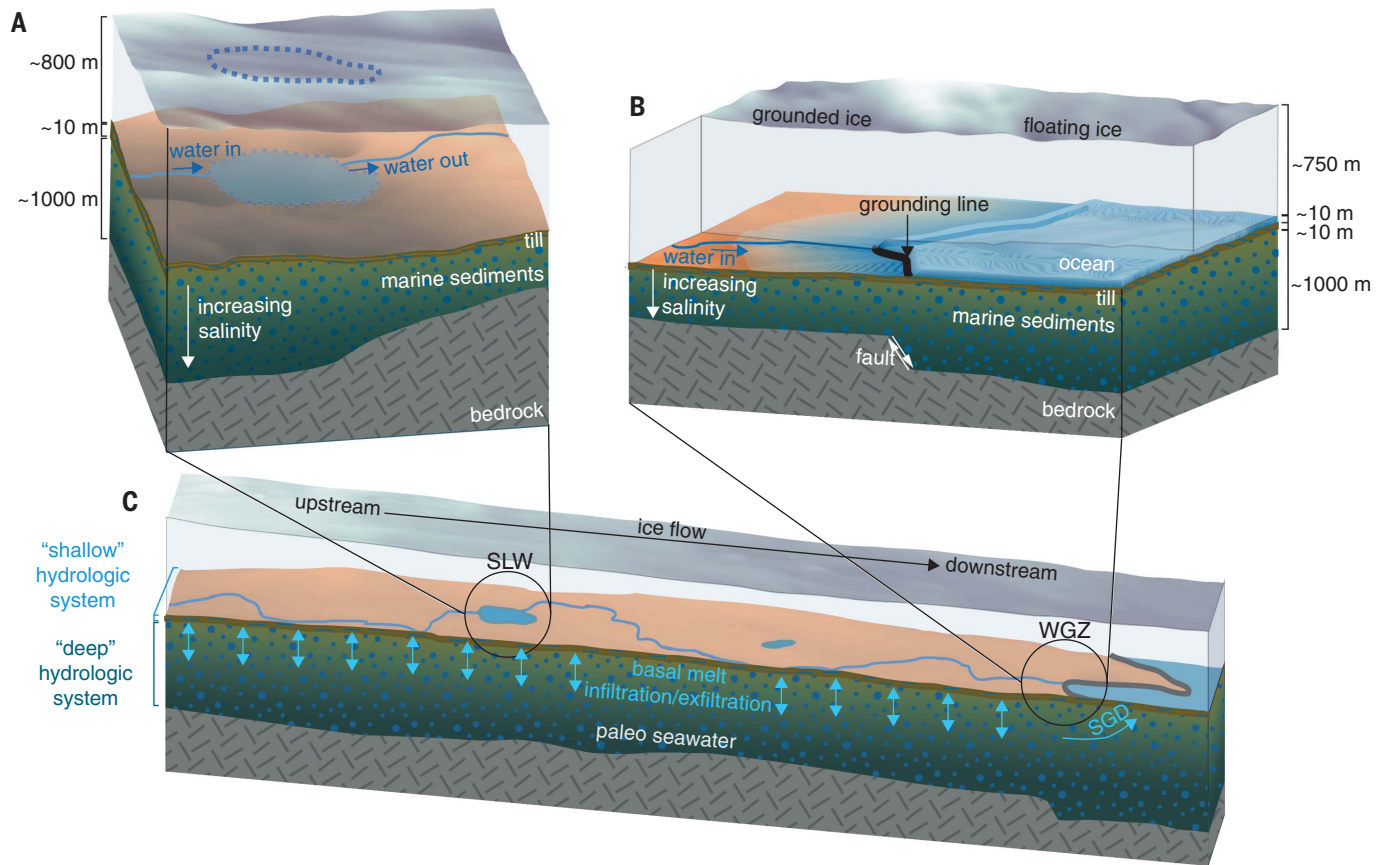 A
~800 m
~10 m
~1000 m
water in
water out
till
marine sediments
increasing
salinity
bedrock
B
grounded ice
floating ice
~750 m
grounding line
~10 m
~10 m
water in
ocean
~1000 m
increasing
salinity
till
marine sediments
fault
bedrock
C
upstream
ice flow
downstream
"shallow"
hydrologic
system
SLW
WGZ
"deep"
hydrologic
system
basal melt
infiltration/exfiltration
SGD
paleo seawater